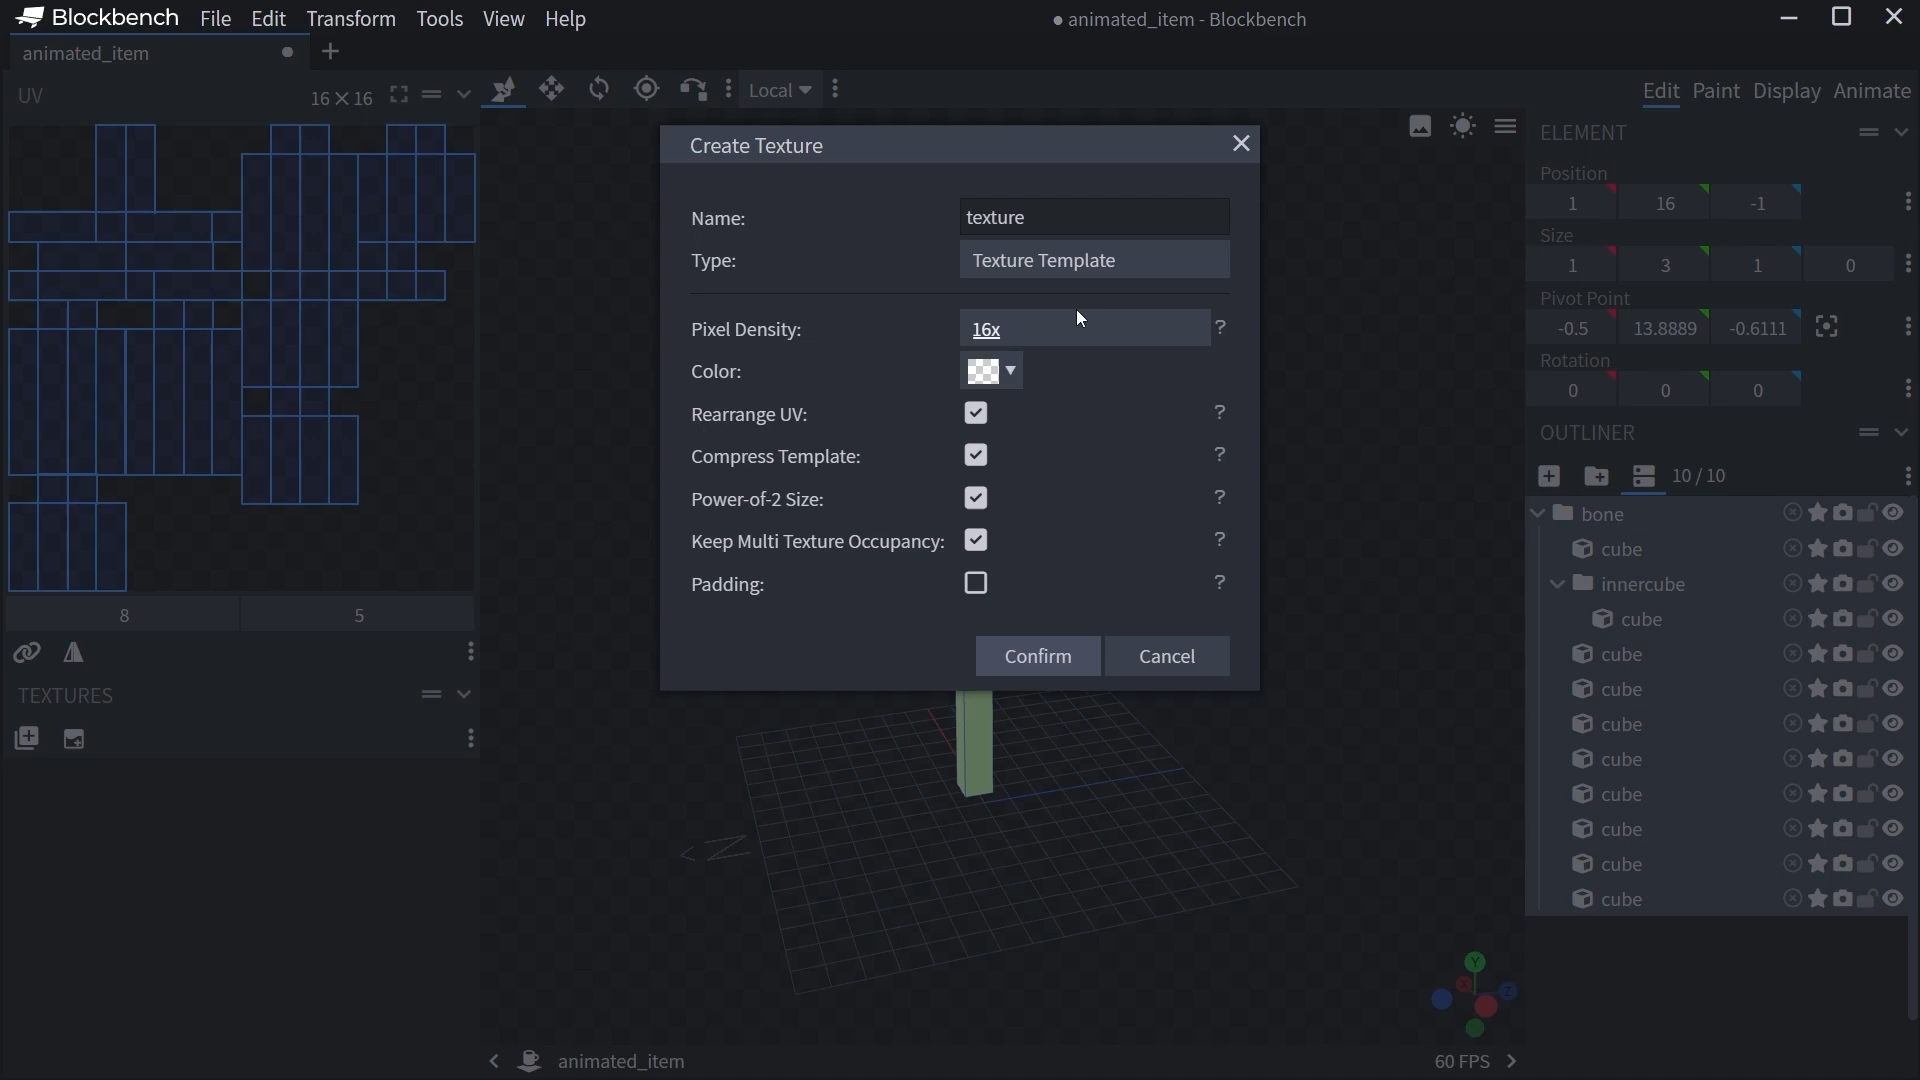 Blockbench File Edit Transform Tools View Help
animated_item - Blockbench
animated_item
UV 16×16
Local
Edit Paint Display Animate
Create Texture
Name: texture
Type: Texture Template
Pixel Density: 16x ?
Color:
Rearrange UV: ?
Compress Template: ?
Power-of-2 Size: ?
Keep Multi Texture Occupancy: ?
Padding: ?
Confirm Cancel
8 5
TEXTURES
ELEMENT
Position
1 16 -1
Size
1 3 1 0
Pivot Point
-0.5 13.8889 -0.6111
Rotation
0 0 0
OUTLINER
10 / 10
bone
cube
innercube
cube
cube
cube
cube
cube
cube
cube
cube
cube
Y
X
Z
animated_item
60 FPS